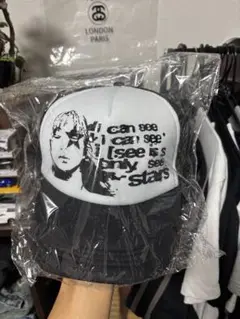 LONDON
PARIS
i can see
i can see
I see is s
only see
stars